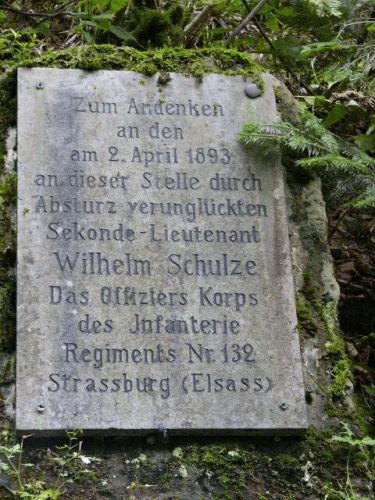 Zum Andenken
an den
am 2. April 1893
an dieser Stelle durch
Absturz verunglückten
Sekonde-Lieutenant
Wilhelm Schulze
Das Offiziers Korps
des Infanterie
Regiments Nr. 132
Strassburg (Elsass)